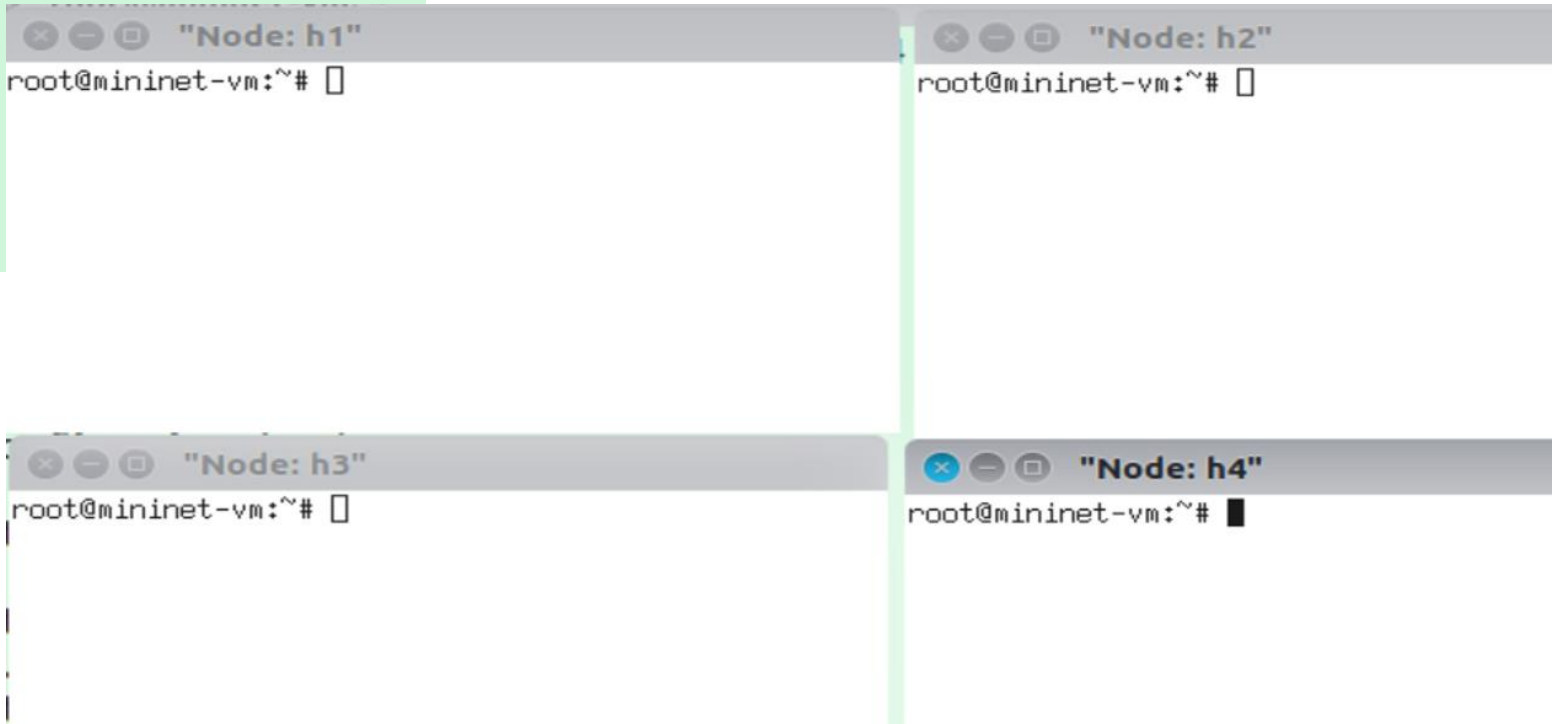 "Node: h1"
root@mininet-vm:~#
"Node: h2"
root@mininet-vm:~#
"Node: h3"
root@mininet-vm:~#
"Node: h4"
root@mininet-vm:~#